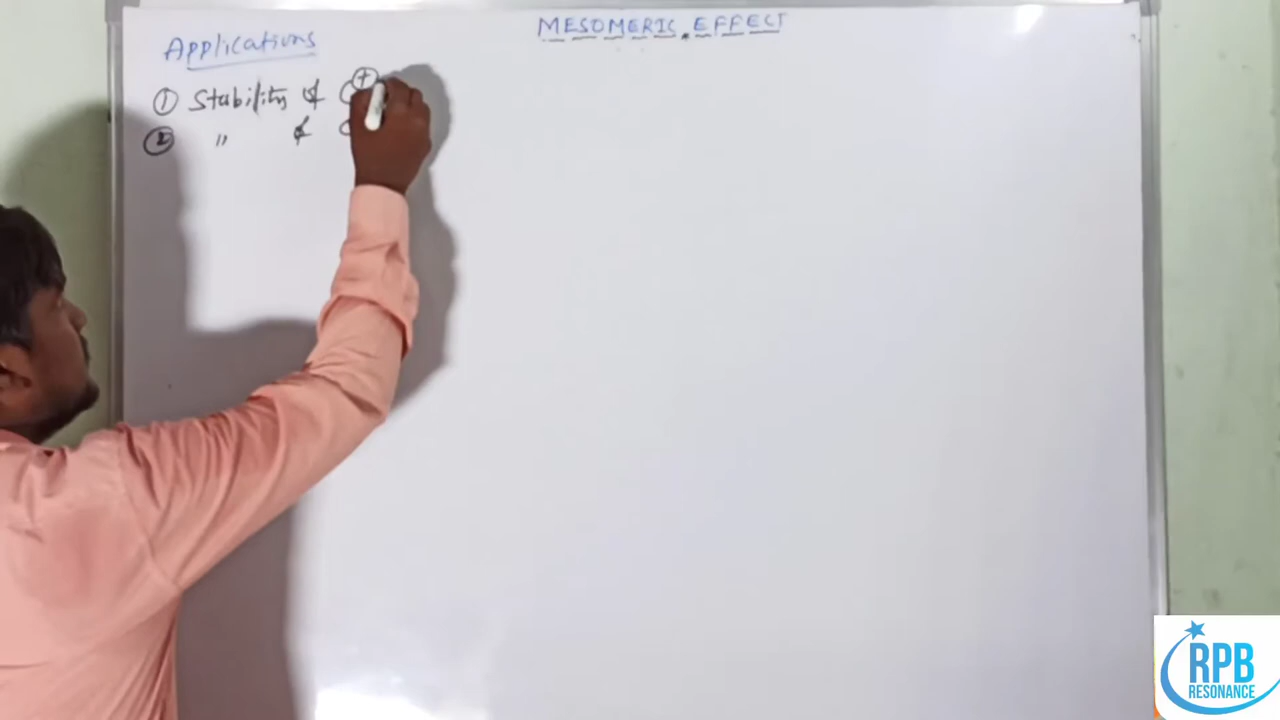 MESOMERIC EFFECT
Applications
① Stability of C⊕
② " of C
RPB
RESONANCE